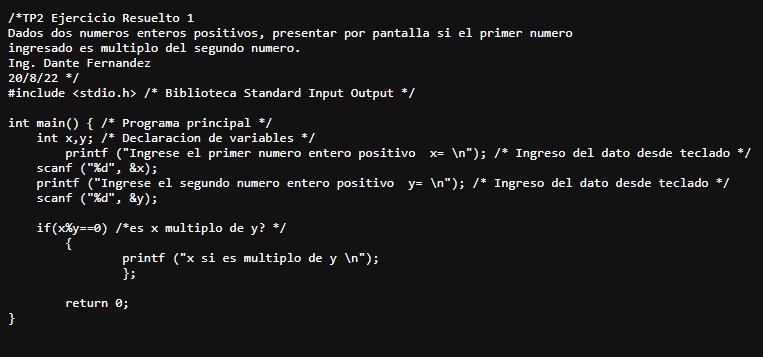 /*TP2 Ejercicio Resuelto 1
Dados dos numeros enteros positivos, presentar por pantalla si el primer numero
ingresado es multiplo del segundo numero.
Ing. Dante Fernandez
20/8/22 */
#include <stdio.h> /* Biblioteca Standard Input Output */

int main() { /* Programa principal */
    int x,y; /* Declaracion de variables */
        printf ("Ingrese el primer numero entero positivo  x= \n"); /* Ingreso del dato desde teclado */
    scanf ("%d", &x);
    printf ("Ingrese el segundo numero entero positivo  y= \n"); /* Ingreso del dato desde teclado */
    scanf ("%d", &y);

    if(x%y==0) /*es x multiplo de y? */
        {
                printf ("x si es multiplo de y \n");
                };

        return 0;
}